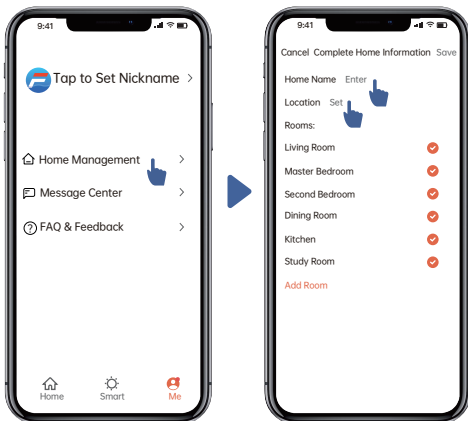 9:41
Tap to Set Nickname
Home Management
Message Center
FAQ & Feedback
Home Smart Me
9:41
Cancel Complete Home Information Save
Home Name Enter
Location Set
Rooms:
Living Room
Master Bedroom
Second Bedroom
Dining Room
Kitchen
Study Room
Add Room